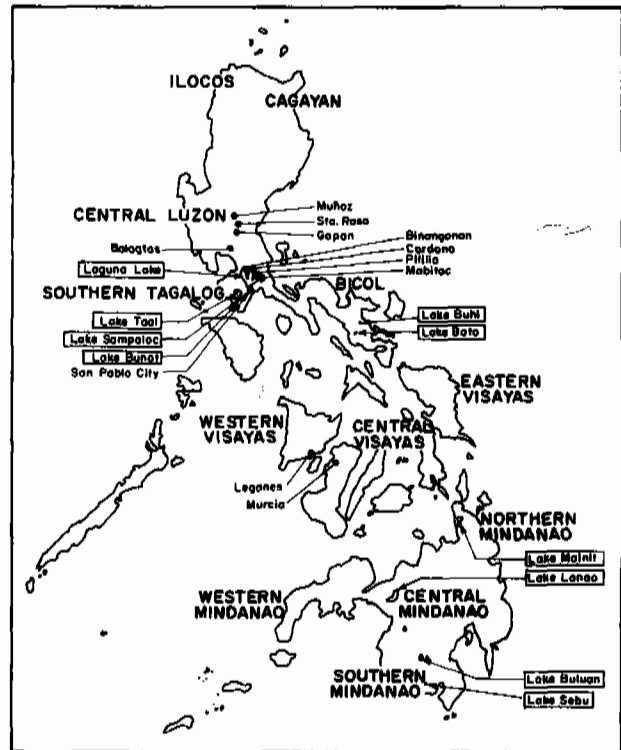 ILOCOS
CAGAYAN
CENTRAL LUZON
Muñoz
Sta. Rosa
Gapan
Balagtas
Binangonan
Cardona
Pililla
Mabitac
Laguna Lake
BICOL
SOUTHERN TAGALOG
Lake Buhi
Lake Bato
Lake Taal
Lake Sampaloc
Lake Bunot
San Pablo City
EASTERN
VISAYAS
WESTERN
VISAYAS
CENTRAL
VISAYAS
Leganes
Murcia
NORTHERN
MINDANAO
Lake Mainit
Lake Lanao
WESTERN
MINDANAO
CENTRAL
MINDANAO
SOUTHERN
MINDANAO
Lake Buluan
Lake Sebu